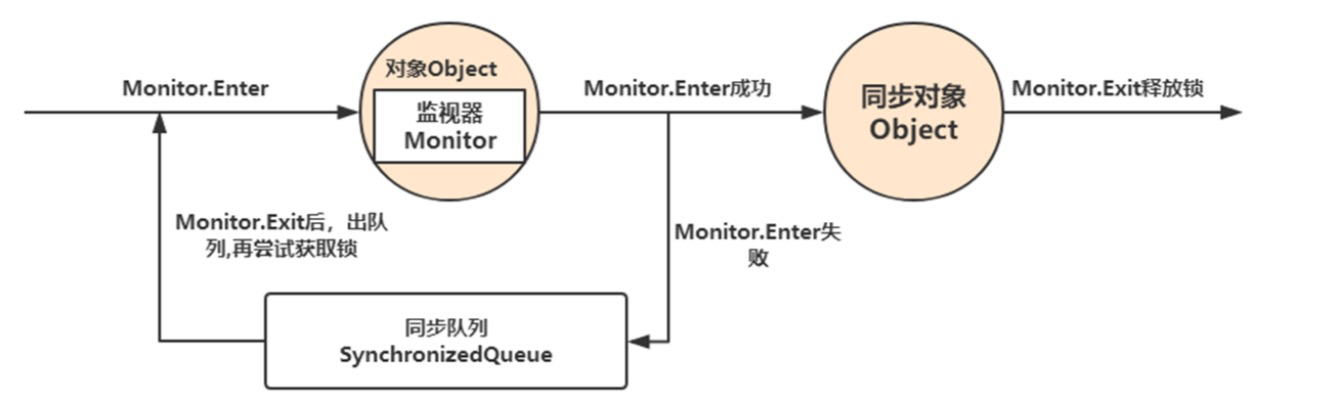 Monitor.Enter
对象Object
监视器
Monitor
Monitor.Enter成功
同步对象
Object
Monitor.Exit释放锁
Monitor.Exit后，出队
列,再尝试获取锁
Monitor.Enter失
败
同步队列
SynchronizedQueue